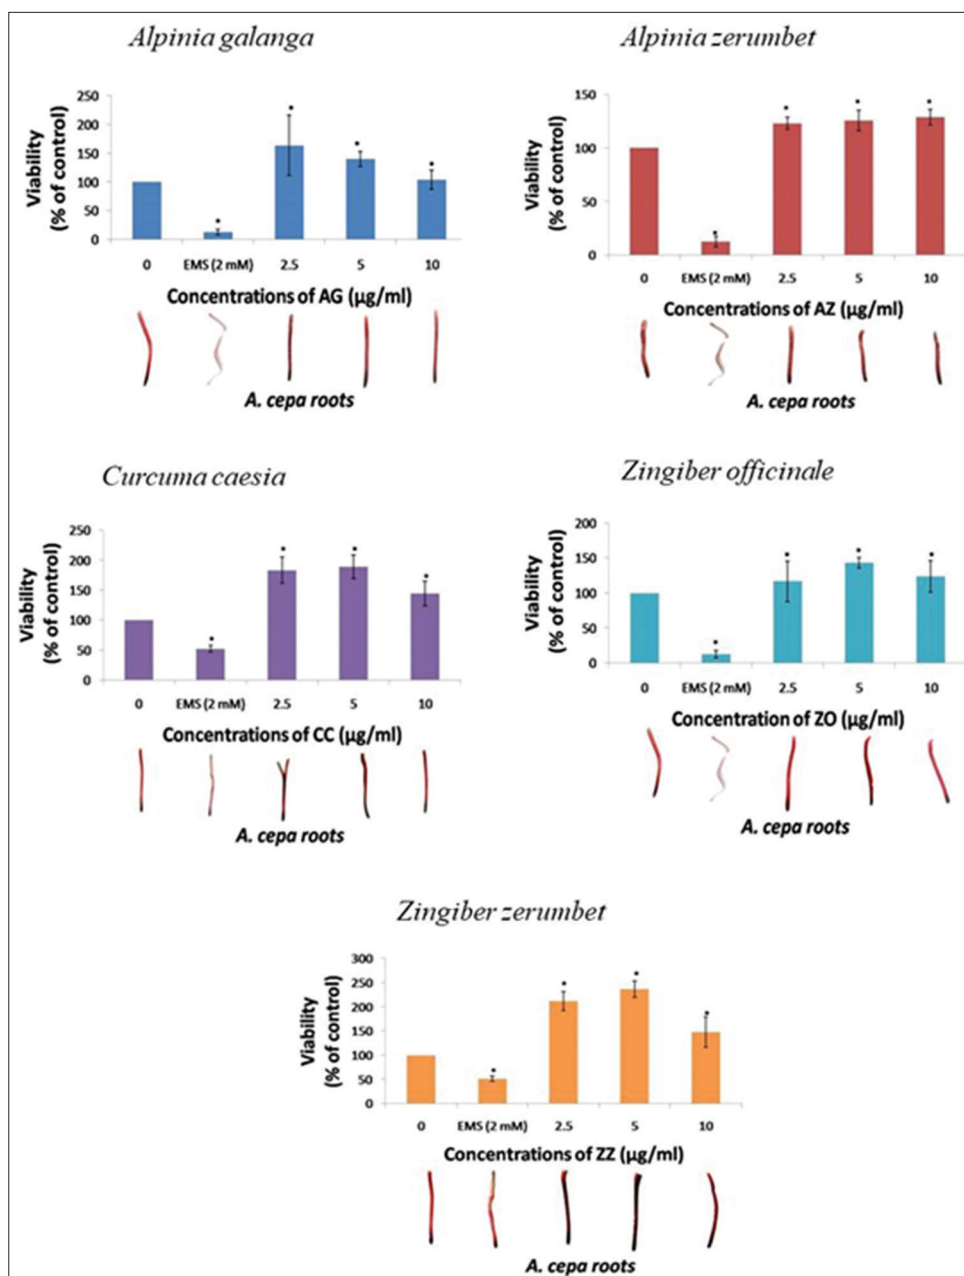 Alpinia galanga
Viability
(% of control)
250
200
150
100
50
0
0 EMS (2 mM) 2.5 5 10
Concentrations of AG (µg/ml)
A. cepa roots
Alpinia zerumbet
Viability
(% of control)
150
100
50
0
0 EMS (2 mM) 2.5 5 10
Concentrations of AZ (µg/ml)
A. cepa roots
Curcuma caesia
Viability
(% of control)
250
200
150
100
50
0
0 EMS (2 mM) 2.5 5 10
Concentrations of CC (µg/ml)
A. cepa roots
Zingiber officinale
Viability
(% of control)
200
150
100
50
0
0 EMS (2 mM) 2.5 5 10
Concentration of ZO (µg/ml)
A. cepa roots
Zingiber zerumbet
Viability
(% of control)
300
250
200
150
100
50
0
0 EMS (2 mM) 2.5 5 10
Concentrations of ZZ (µg/ml)
A. cepa roots